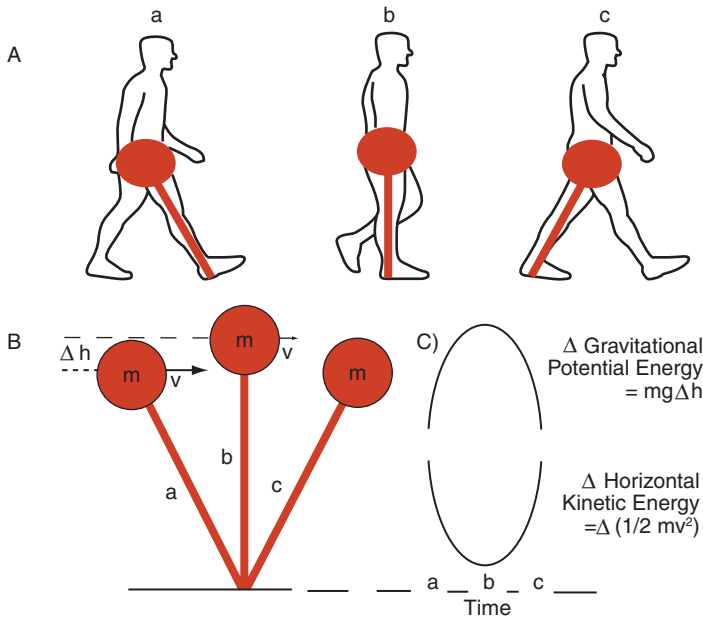 a b c
A
B
Δ h
m
v
m
v
m
a
b
c
C)
Δ Gravitational
Potential Energy
= mgΔh
Δ Horizontal
Kinetic Energy
=Δ (1/2 mv²)
a b c
Time